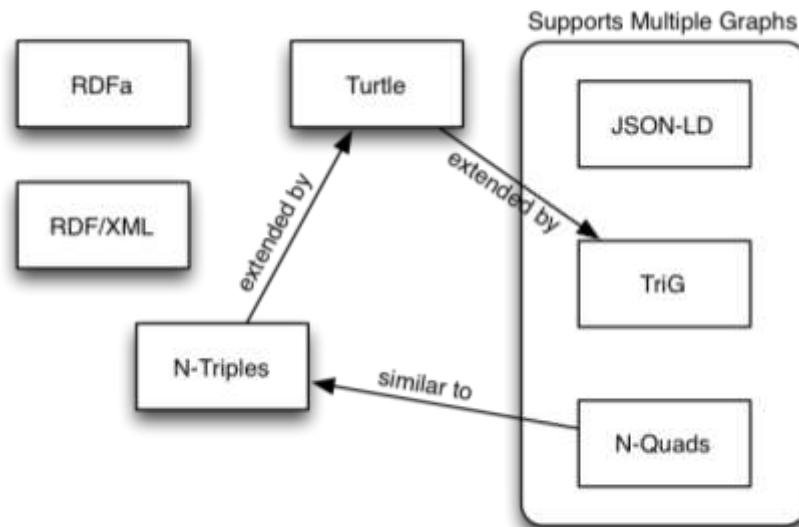 Supports Multiple Graphs
RDFa
Turtle
JSON-LD
extended by
RDF/XML
extended by
TriG
N-Triples
similar to
N-Quads